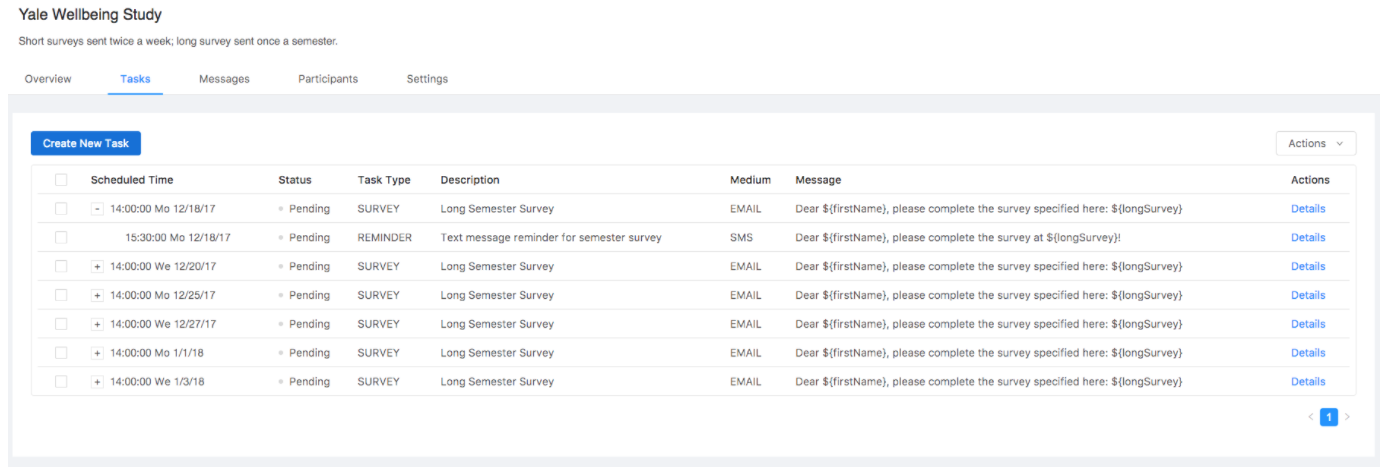 Yale Wellbeing Study
Short surveys sent twice a week; long survey sent once a semester.
Overview Tasks Messages Participants Settings
Create New Task Actions
Scheduled Time Status Task Type Description Medium Message Actions
- 14:00:00 Mo 12/18/17 Pending SURVEY Long Semester Survey EMAIL Dear ${firstName}, please complete the survey specified here: ${longSurvey} Details
15:30:00 Mo 12/18/17 Pending REMINDER Text message reminder for semester survey SMS Dear ${firstName}, please complete the survey at ${longSurvey}! Details
+ 14:00:00 We 12/20/17 Pending SURVEY Long Semester Survey EMAIL Dear ${firstName}, please complete the survey specified here: ${longSurvey} Details
+ 14:00:00 Mo 12/25/17 Pending SURVEY Long Semester Survey EMAIL Dear ${firstName}, please complete the survey specified here: ${longSurvey} Details
+ 14:00:00 We 12/27/17 Pending SURVEY Long Semester Survey EMAIL Dear ${firstName}, please complete the survey specified here: ${longSurvey} Details
+ 14:00:00 Mo 1/1/18 Pending SURVEY Long Semester Survey EMAIL Dear ${firstName}, please complete the survey specified here: ${longSurvey} Details
+ 14:00:00 We 1/3/18 Pending SURVEY Long Semester Survey EMAIL Dear ${firstName}, please complete the survey specified here: ${longSurvey} Details
< 1 >